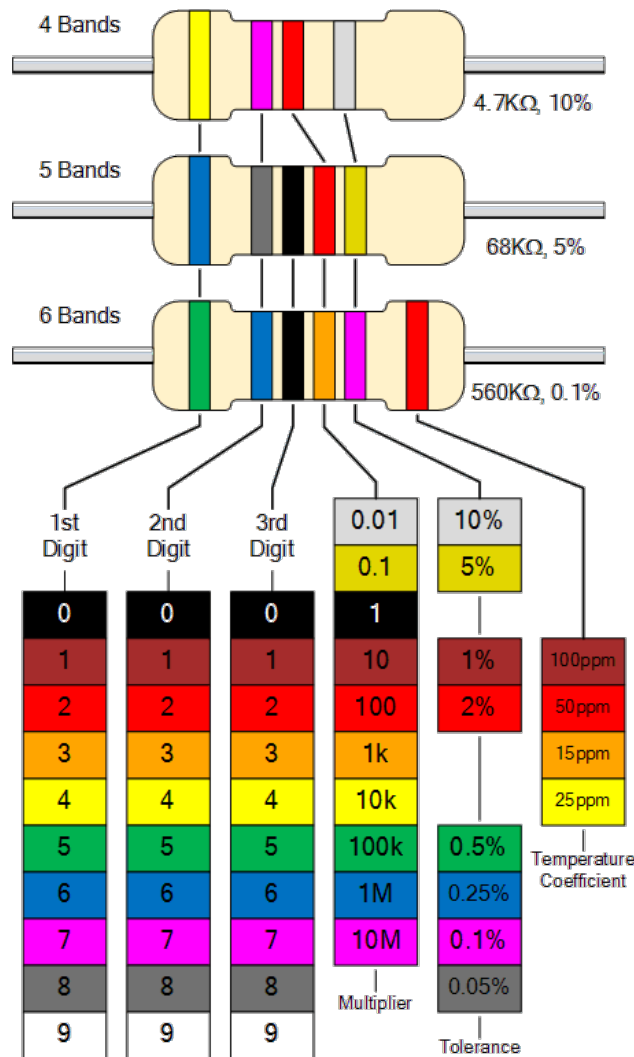 4 Bands
4.7KΩ, 10%
5 Bands
68KΩ, 5%
6 Bands
560KΩ, 0.1%
1st
Digit
0
1
2
3
4
5
6
7
8
9
2nd
Digit
0
1
2
3
4
5
6
7
8
9
3rd
Digit
0
1
2
3
4
5
6
7
8
9
0.01
0.1
1
10
100
1k
10k
100k
1M
10M
Multiplier
10%
5%
1%
2%
0.5%
0.25%
0.1%
0.05%
Tolerance
100ppm
50ppm
15ppm
25ppm
Temperature
Coefficient